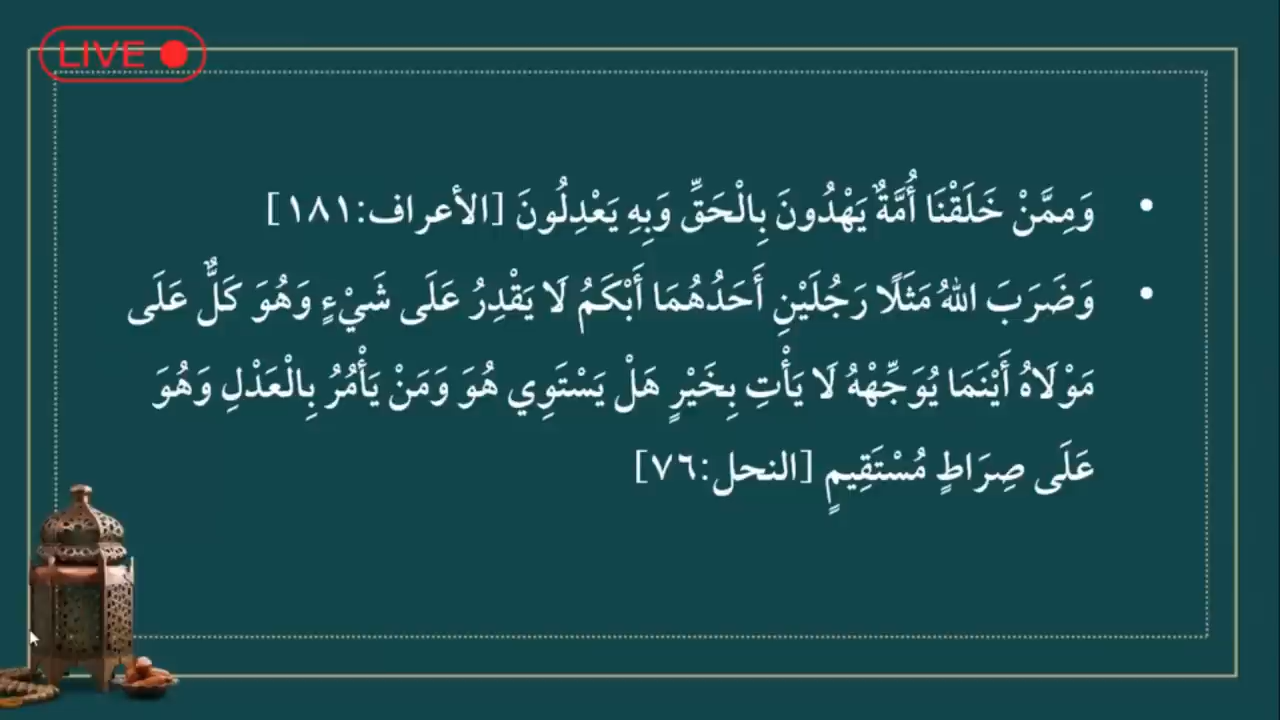 LIVE
• وَمِمَّنْ خَلَقْنَا أُمَّةٌ يَهْدُونَ بِالْحَقِّ وَبِهِ يَعْدِلُونَ [الأعراف:١٨١]
• وَضَرَبَ اللهُ مَثَلًا رَجُلَيْنِ أَحَدُهُمَا أَبْكَمُ لَا يَقْدِرُ عَلَى شَيْءٍ وَهُوَ كَلٌّ عَلَى
مَوْلَاهُ أَيْنَمَا يُوَجِّهْهُ لَا يَأْتِ بِخَيْرٍ هَلْ يَسْتَوِي هُوَ وَمَنْ يَأْمُرُ بِالْعَدْلِ وَهُوَ
عَلَى صِرَاطٍ مُسْتَقِيمٍ [النحل:٧٦]